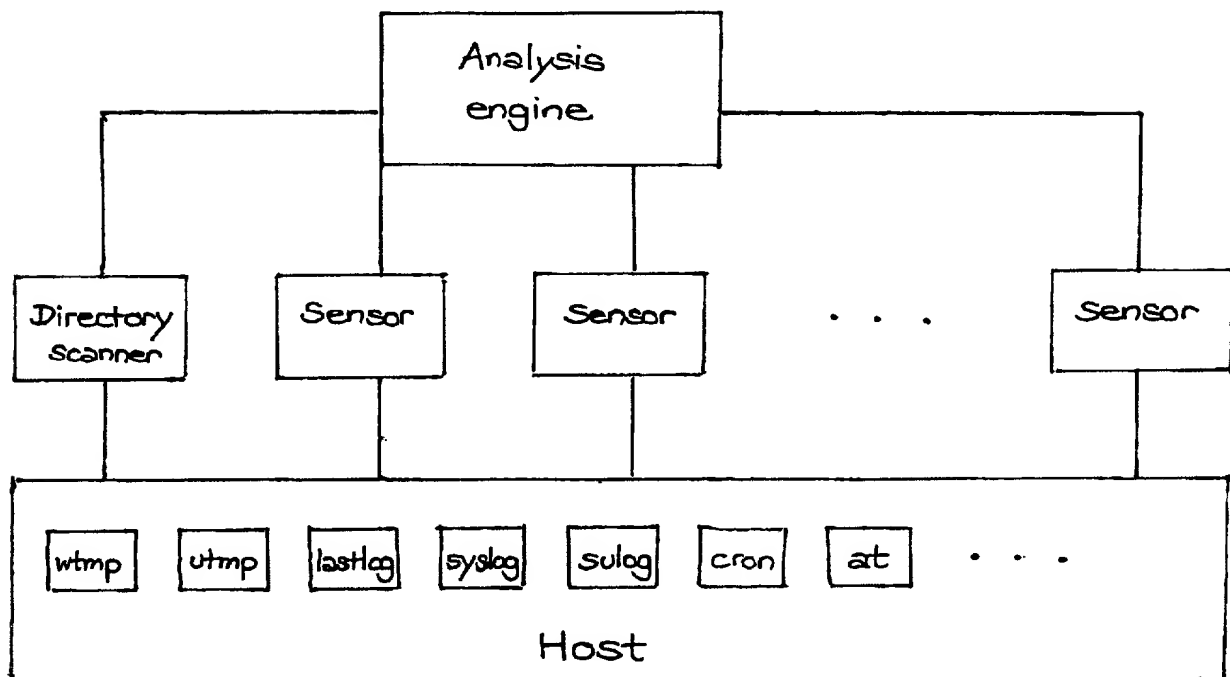 Analysis
engine
Directory
scanner
Sensor
Sensor
. . .
Sensor
wtmp
utmp
lastlog
syslog
sulog
cron
at
. . .
Host